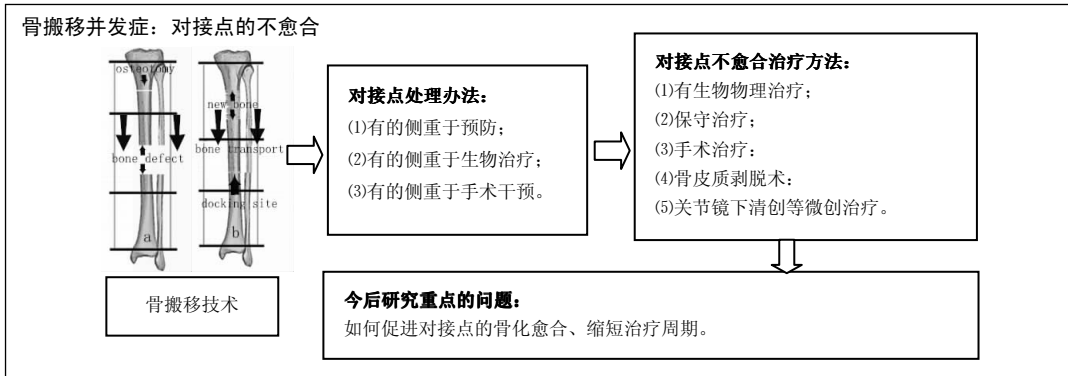 骨搬移并发症：对接点的不愈合
osteotomy
bone defect
a
new bone
bone transport
docking site
b
骨搬移技术
对接点处理办法：
⑴有的侧重于预防；
⑵有的侧重于生物治疗；
⑶有的侧重于手术干预。
对接点不愈合治疗方法：
⑴有生物物理治疗；
⑵保守治疗；
⑶手术治疗：
⑷骨皮质剥脱术：
⑸关节镜下清创等微创治疗。
今后研究重点的问题：
如何促进对接点的骨化愈合、缩短治疗周期。